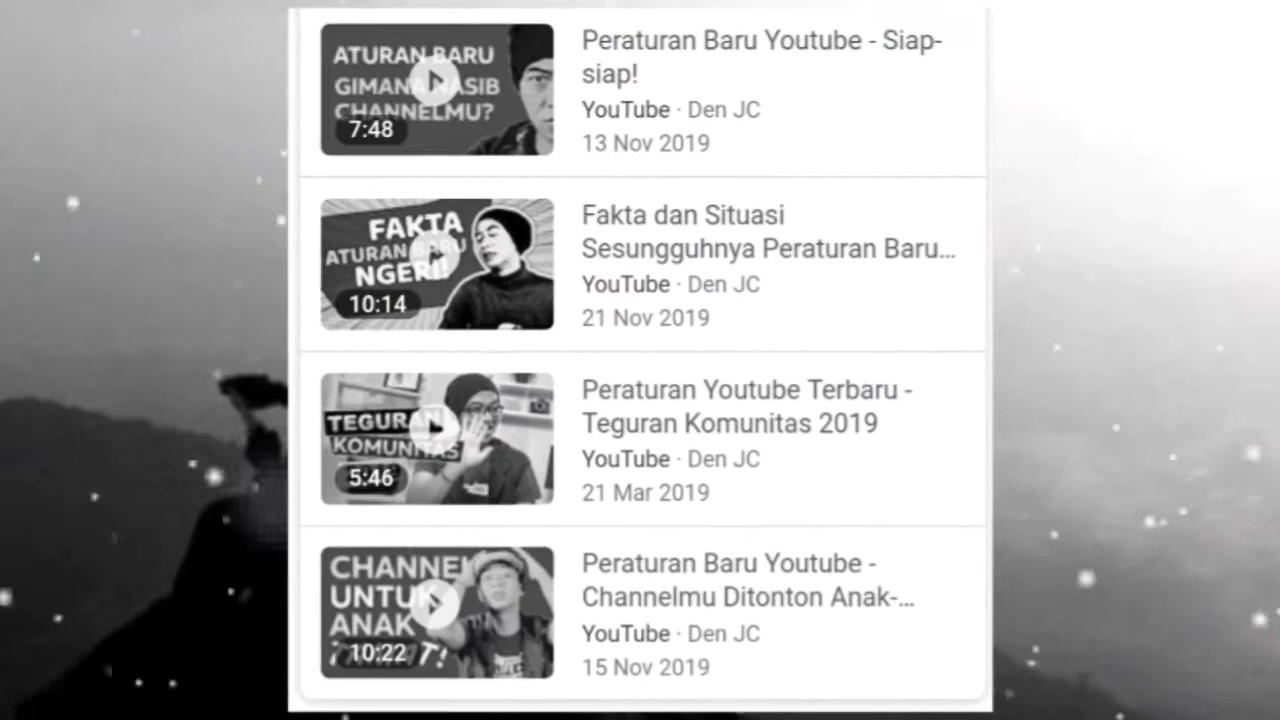 ATURAN BARU
GIMANA NASIB
CHANNELMU?
7:48
Peraturan Baru Youtube - Siap-
siap!
YouTube · Den JC
13 Nov 2019
FAKTA
ATURAN BARU
NGERI!
10:14
Fakta dan Situasi
Sesungguhnya Peraturan Baru...
YouTube · Den JC
21 Nov 2019
TEGURAN
KOMUNITAS
5:46
Peraturan Youtube Terbaru -
Teguran Komunitas 2019
YouTube · Den JC
21 Mar 2019
CHANNEL
UNTUK
ANAK
10:22
Peraturan Baru Youtube -
Channelmu Ditonton Anak-...
YouTube · Den JC
15 Nov 2019